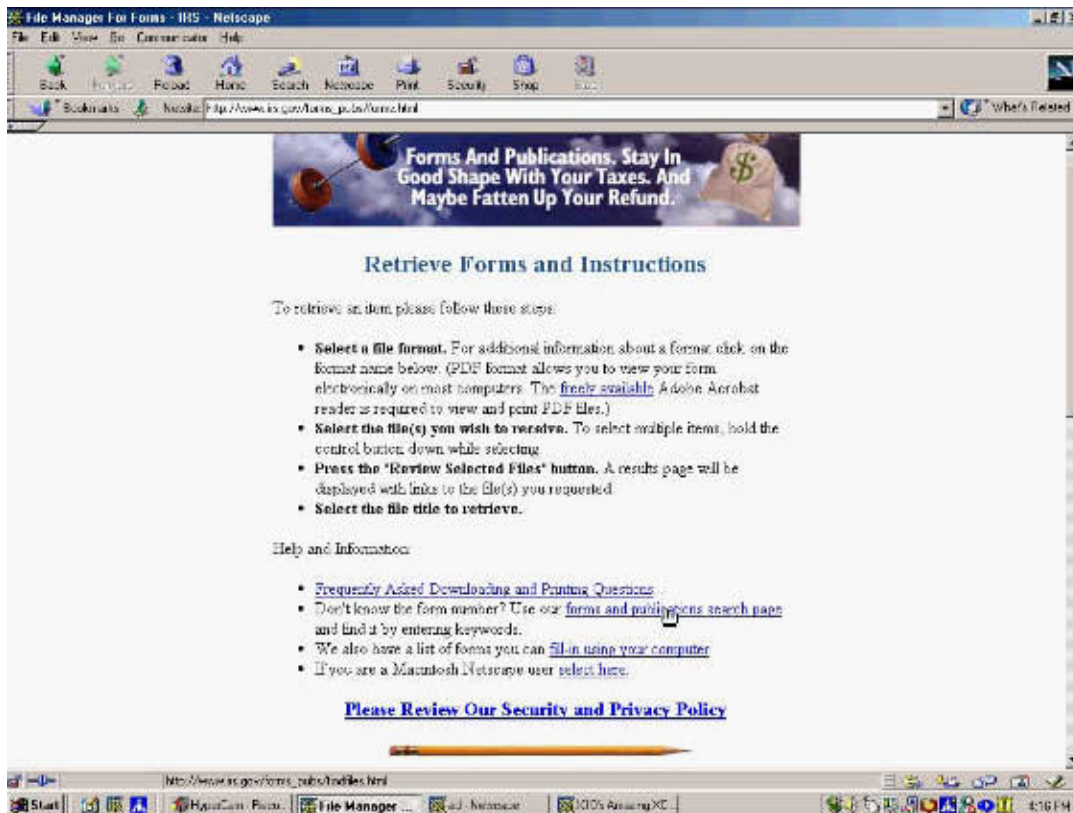 File Manager For Forms - IRS - Netscape
File Edit View Go Communicator Help
Back Forward Reload Home Search Netscape Print Security Shop Stop
Bookmarks Netsite: http://www.irs.gov/forms_pubs/forms.html What's Related
Forms And Publications. Stay In
Good Shape With Your Taxes. And
Maybe Fatten Up Your Refund.
Retrieve Forms and Instructions
To retrieve an item please follow these steps:
• Select a file format. For additional information about a format click on the
format name below. (PDF format allows you to view your form
electronically on most computers. The freely available Adobe Acrobat
reader is required to view and print PDF files.)
• Select the file(s) you wish to receive. To select multiple items, hold the
control button down while selecting
• Press the "Review Selected Files" button. A results page will be
displayed with links to the file(s) you requested
• Select the file title to retrieve.
Help and Information:
• Frequently Asked Downloading and Printing Questions.
• Don't know the form number? Use our forms and publications search page
and find it by entering keywords.
• We also have a list of forms you can fill-in using your computer
• If you are a Macintosh Netscape user select here.
Please Review Our Security and Privacy Policy
http://www.irs.gov/forms_pubs/findfiles.html
Start HyperCam File Manager ... ad - Netscape Amazing 4:16 PM